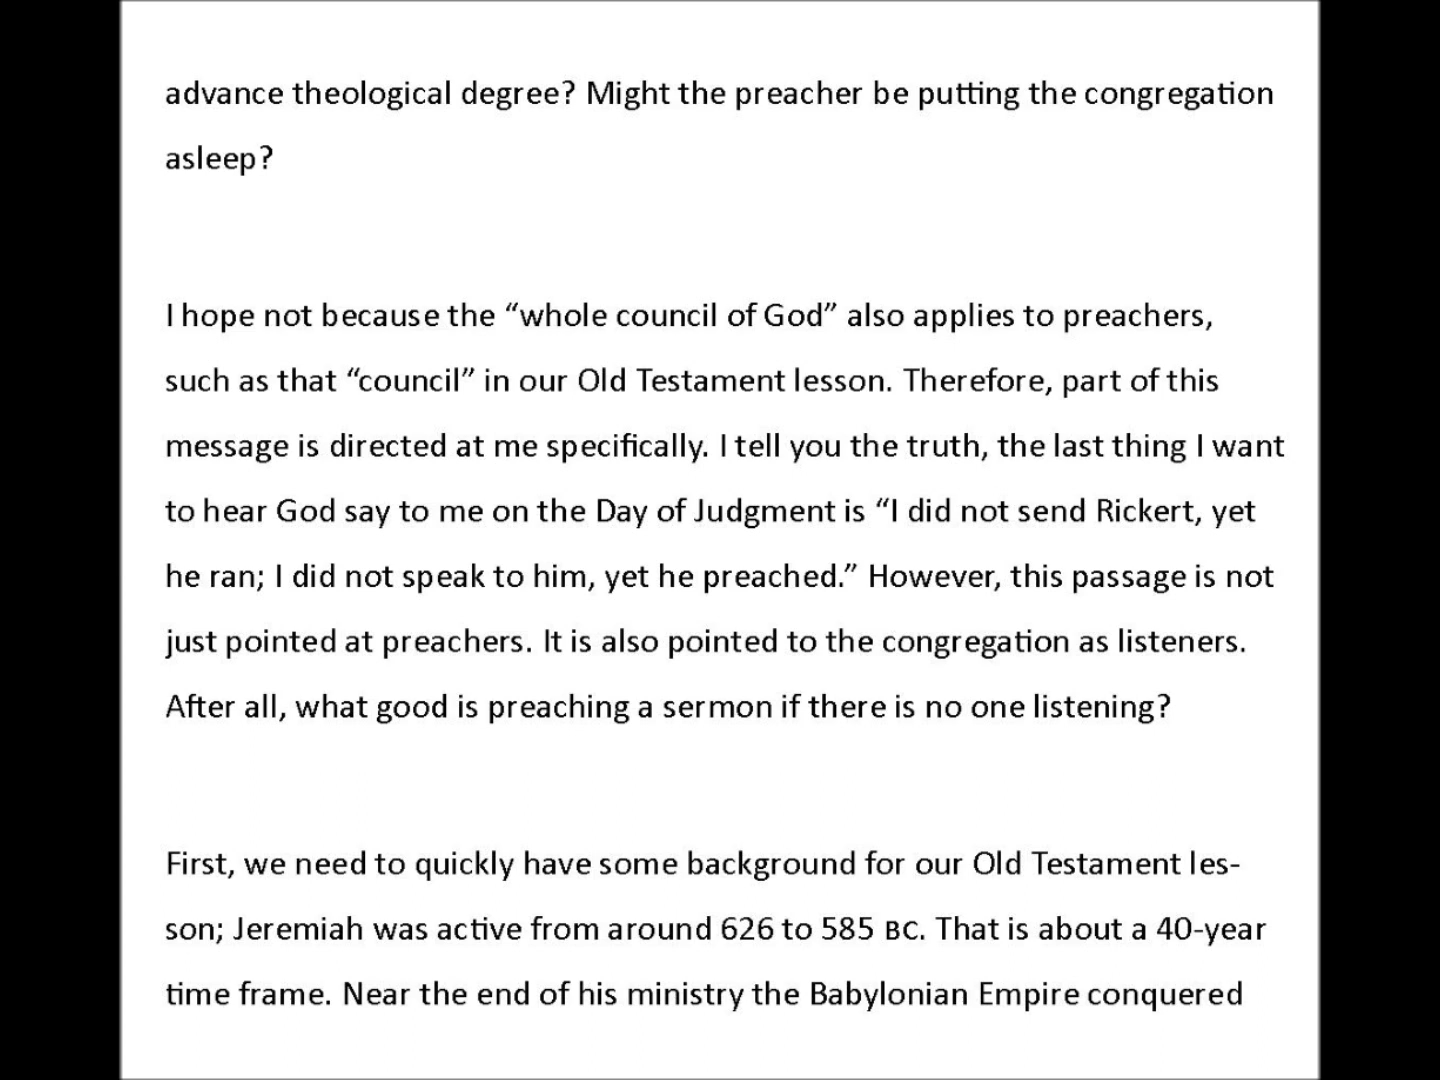 advance theological degree? Might the preacher be putting the congregation
asleep?
I hope not because the “whole council of God” also applies to preachers,
such as that “council” in our Old Testament lesson. Therefore, part of this
message is directed at me specifically. I tell you the truth, the last thing I want
to hear God say to me on the Day of Judgment is “I did not send Rickert, yet
he ran; I did not speak to him, yet he preached.” However, this passage is not
just pointed at preachers. It is also pointed to the congregation as listeners.
After all, what good is preaching a sermon if there is no one listening?
First, we need to quickly have some background for our Old Testament les-
son; Jeremiah was active from around 626 to 585 BC. That is about a 40-year
time frame. Near the end of his ministry the Babylonian Empire conquered